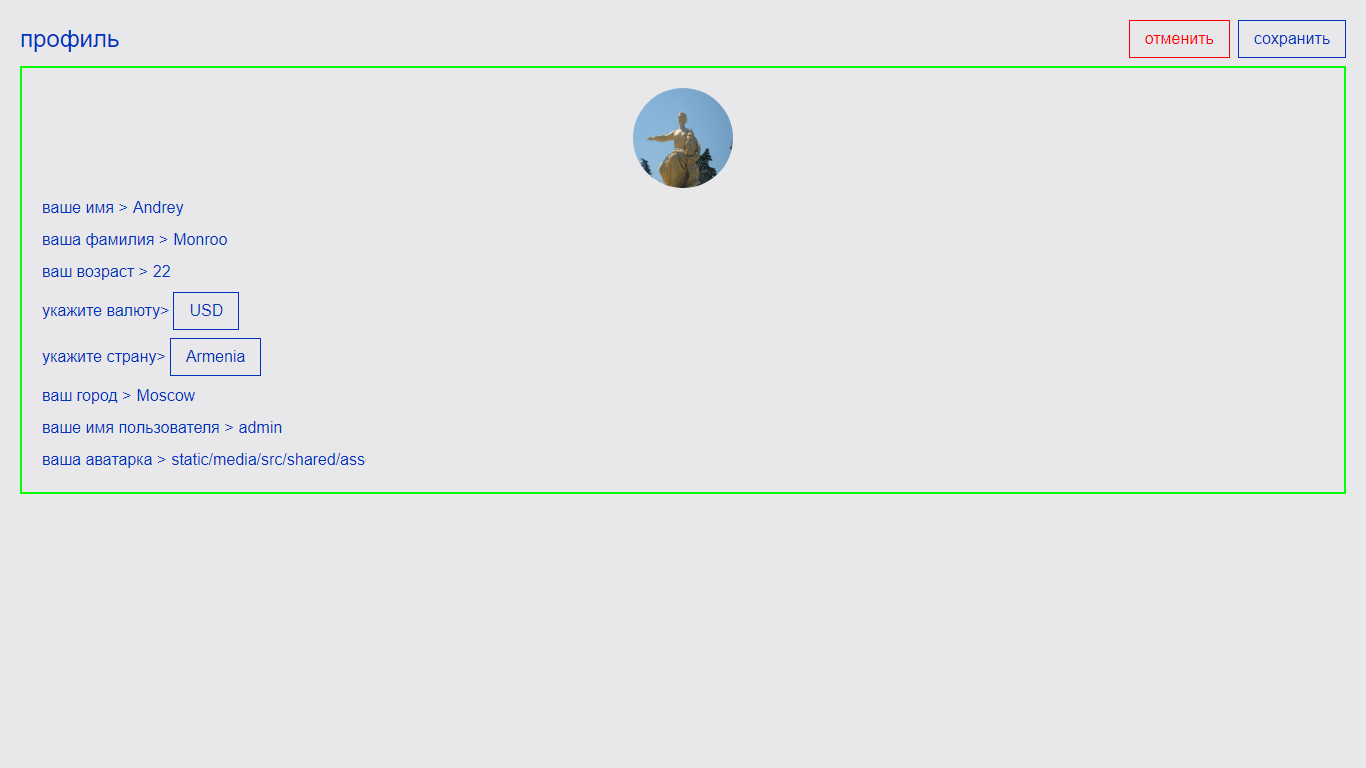 профиль
отменить сохранить
ваше имя > Andrey
ваша фамилия > Monroo
ваш возраст > 22
укажите валюту> USD
укажите страну> Armenia
ваш город > Moscow
ваше имя пользователя > admin
ваша аватарка > static/media/src/shared/ass